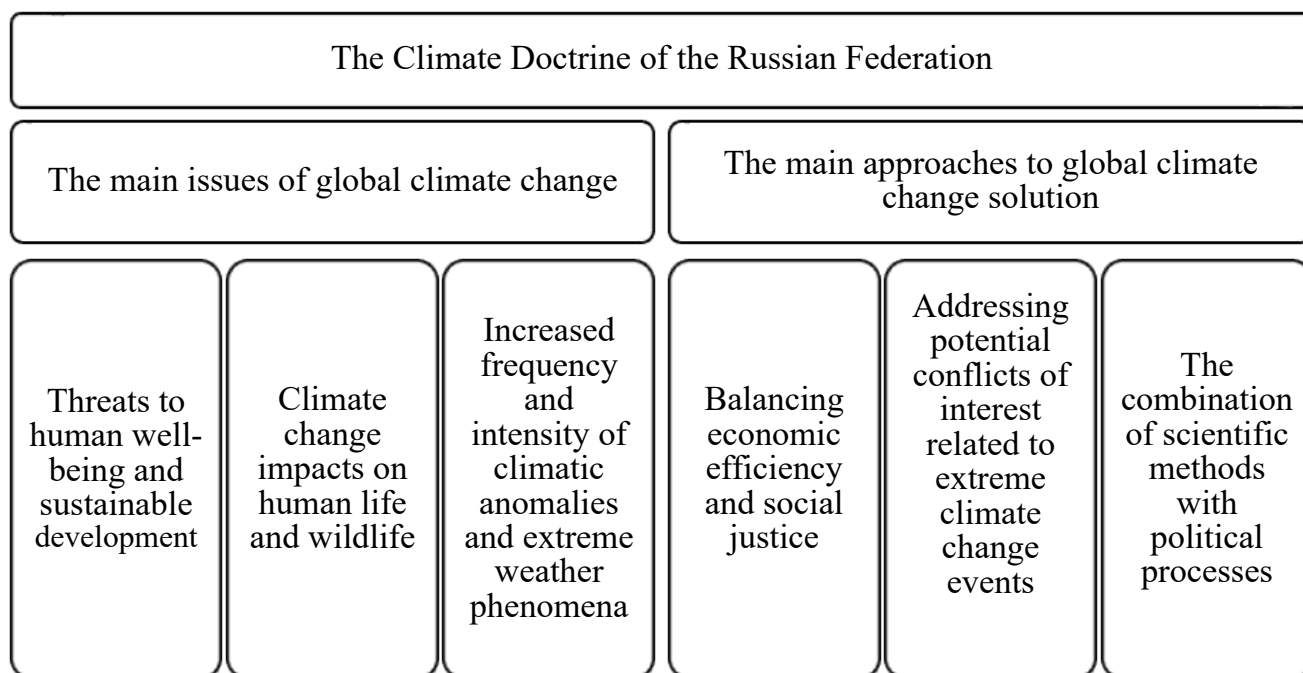 The Climate Doctrine of the Russian Federation
The main issues of global climate change
The main approaches to global climate
change solution
Threats to
human well-
being and
sustainable
development
Climate
change
impacts on
human life
and wildlife
Increased
frequency
and
intensity of
climatic
anomalies
and extreme
weather
phenomena
Balancing
economic
efficiency
and social
justice
Addressing
potential
conflicts of
interest
related to
extreme
climate
change
events
The
combination
of scientific
methods
with
political
processes